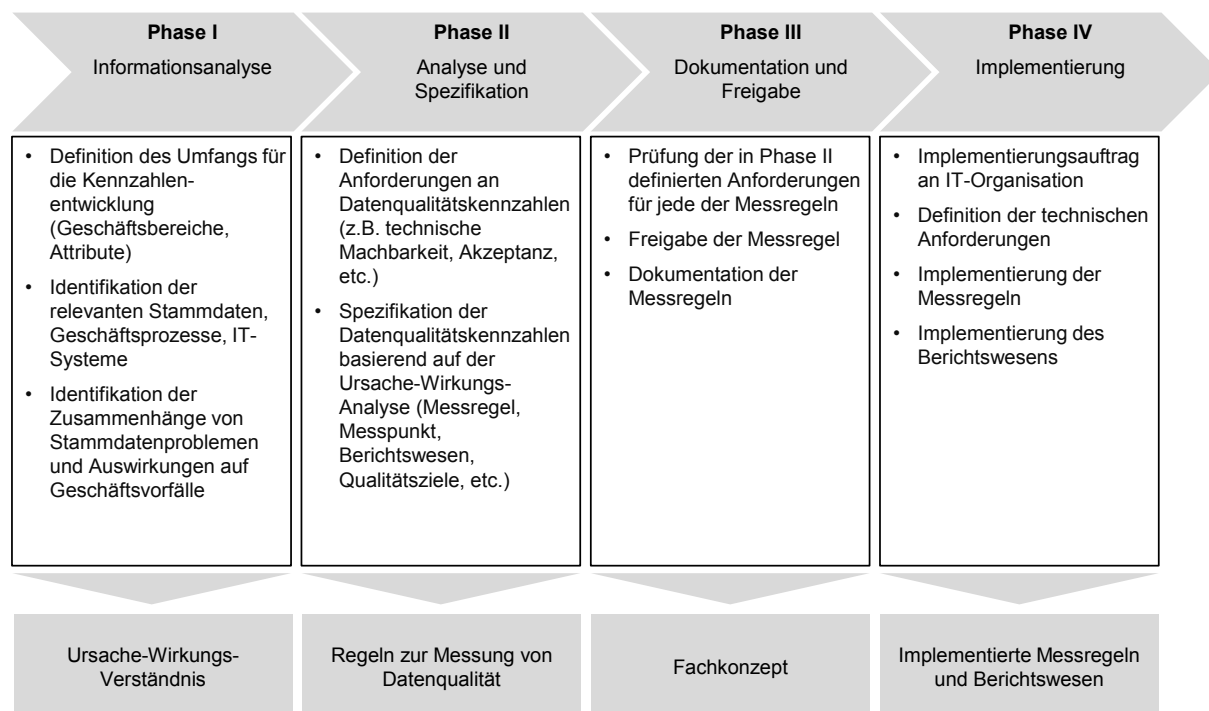 Phase I
Informationsanalyse
Phase II
Analyse und
Spezifikation
Phase III
Dokumentation und
Freigabe
Phase IV
Implementierung
• Definition des Umfangs für
die Kennzahlen-
entwicklung
(Geschäftsbereiche,
Attribute)
• Identifikation der
relevanten Stammdaten,
Geschäftsprozesse, IT-
Systeme
• Identifikation der
Zusammenhänge von
Stammdatenproblemen
und Auswirkungen auf
Geschäftsvorfälle
• Definition der
Anforderungen an
Datenqualitätskennzahlen
(z.B. technische
Machbarkeit, Akzeptanz,
etc.)
• Spezifikation der
Datenqualitätskennzahlen
basierend auf der
Ursache-Wirkungs-
Analyse (Messregel,
Messpunkt,
Berichtswesen,
Qualitätsziele, etc.)
• Prüfung der in Phase II
definierten Anforderungen
für jede der Messregeln
• Freigabe der Messregel
• Dokumentation der
Messregeln
• Implementierungsauftrag
an IT-Organisation
• Definition der technischen
Anforderungen
• Implementierung der
Messregeln
• Implementierung des
Berichtswesens
Ursache-Wirkungs-
Verständnis
Regeln zur Messung von
Datenqualität
Fachkonzept
Implementierte Messregeln
und Berichtswesen